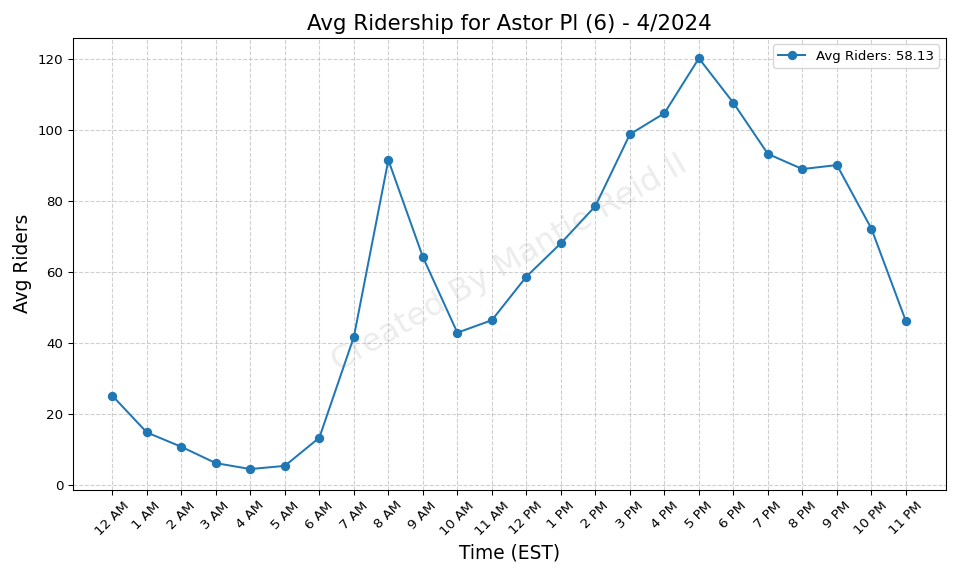 Avg Ridership for Astor Pl (6) - 4/2024
Avg Riders: 58.13
120
100
80
60
40
20
0
Avg Riders
Created By Mantie Reid II
12 AM
1 AM
2 AM
3 AM
4 AM
5 AM
6 AM
7 AM
8 AM
9 AM
10 AM
11 AM
12 PM
1 PM
2 PM
3 PM
4 PM
5 PM
6 PM
7 PM
8 PM
9 PM
10 PM
11 PM
Time (EST)